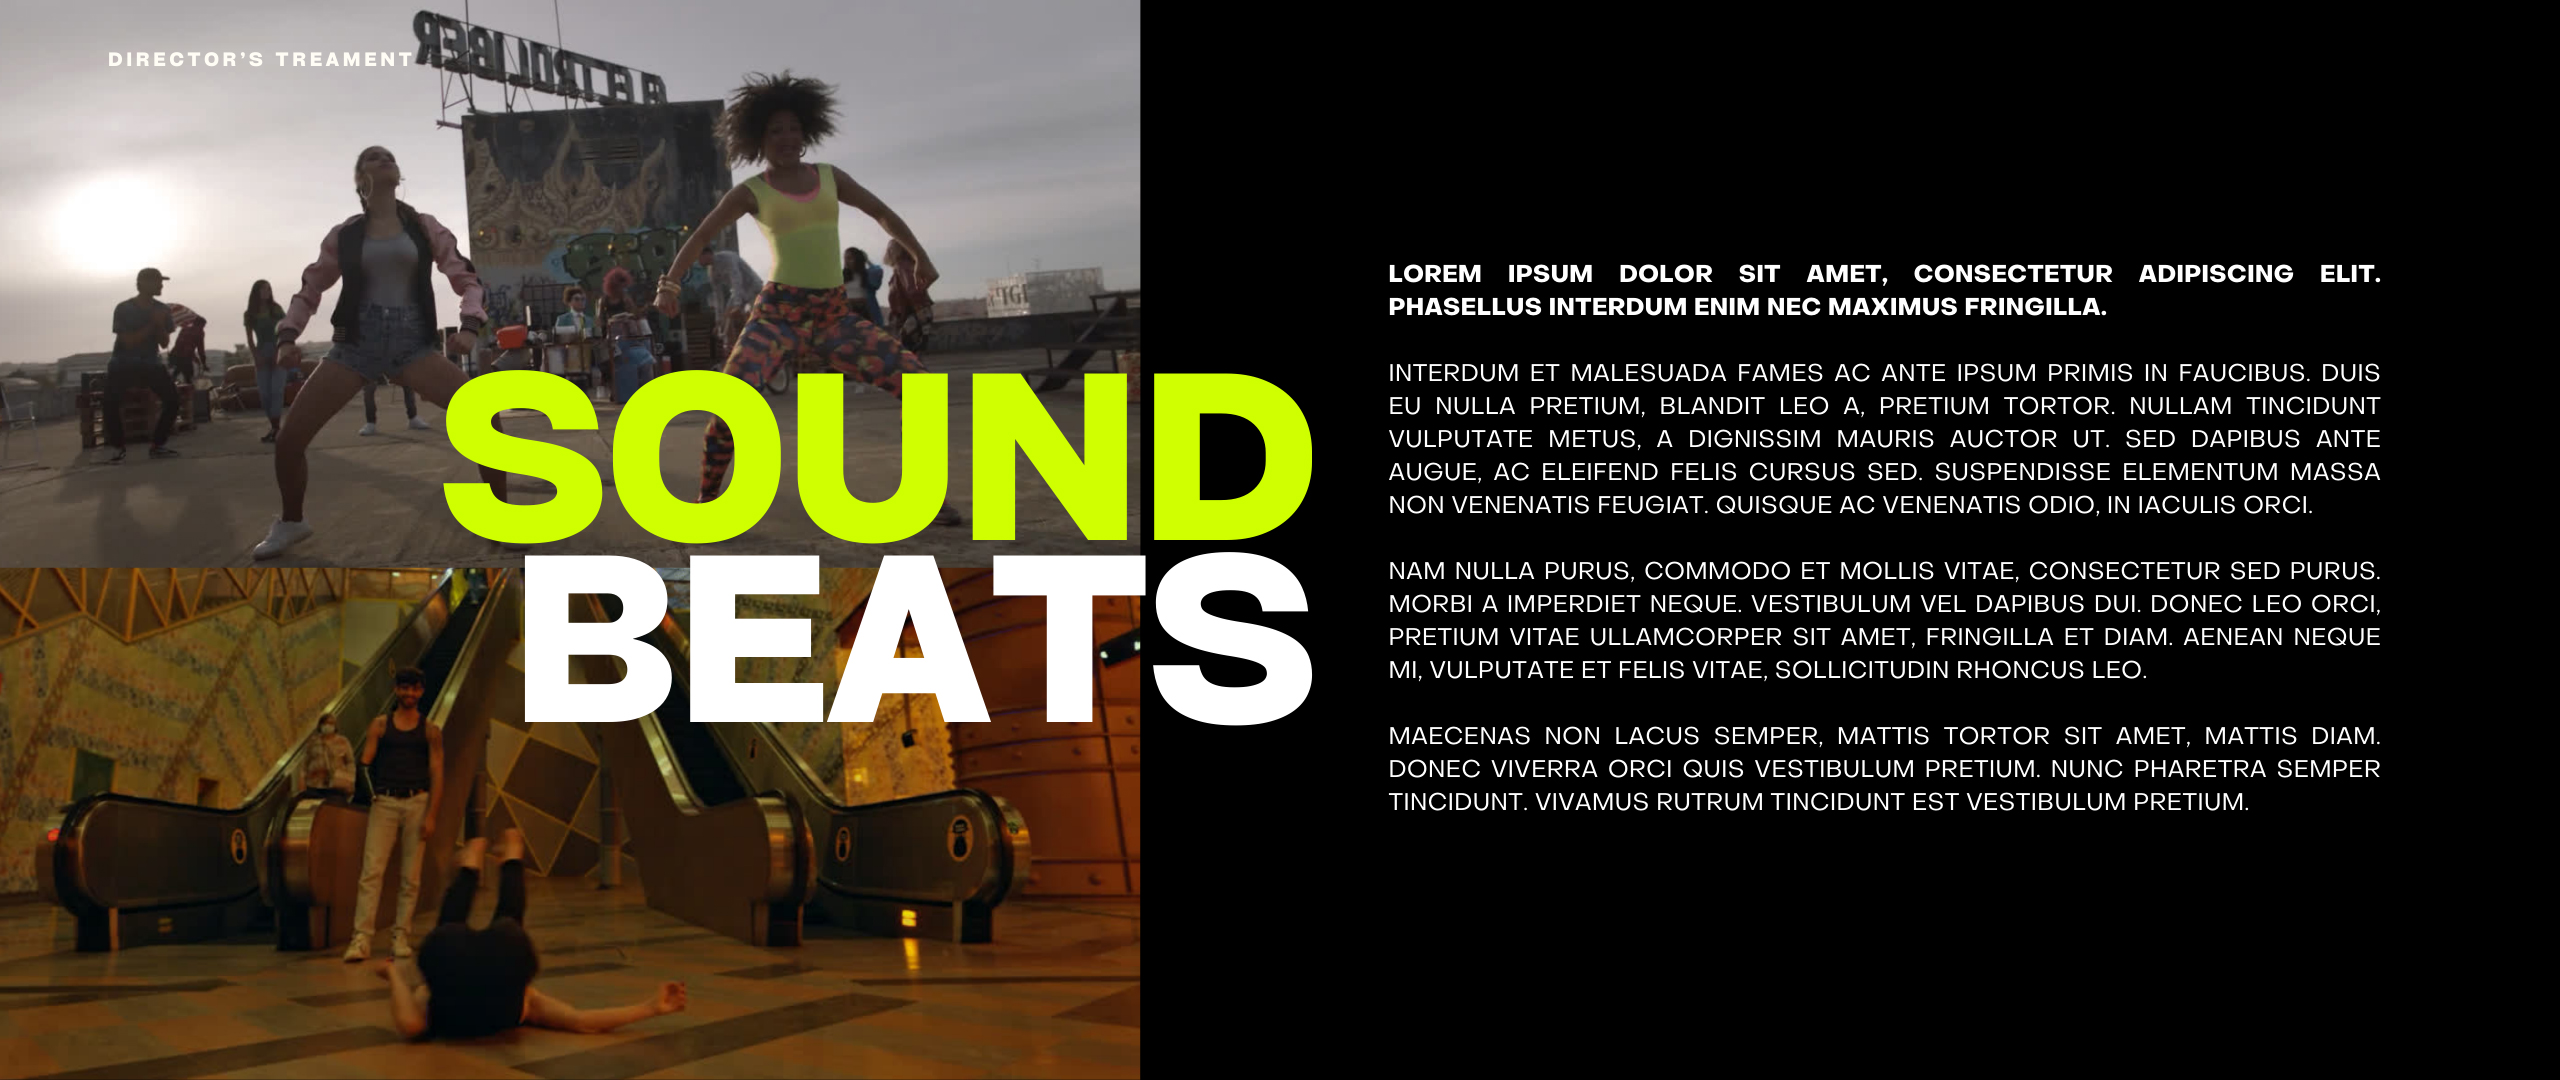 DIRECTOR'S TREAMENT
SOUND
BEATS
LOREM IPSUM DOLOR SIT AMET, CONSECTETUR ADIPISCING ELIT.
PHASELLUS INTERDUM ENIM NEC MAXIMUS FRINGILLA.
INTERDUM ET MALESUADA FAMES AC ANTE IPSUM PRIMIS IN FAUCIBUS. DUIS
EU NULLA PRETIUM, BLANDIT LEO A, PRETIUM TORTOR. NULLAM TINCIDUNT
VULPUTATE METUS, A DIGNISSIM MAURIS AUCTOR UT. SED DAPIBUS ANTE
AUGUE, AC ELEIFEND FELIS CURSUS SED. SUSPENDISSE ELEMENTUM MASSA
NON VENENATIS FEUGIAT. QUISQUE AC VENENATIS ODIO, IN IACULIS ORCI.
NAM NULLA PURUS, COMMODO ET MOLLIS VITAE, CONSECTETUR SED PURUS.
MORBI A IMPERDIET NEQUE. VESTIBULUM VEL DAPIBUS DUI. DONEC LEO ORCI,
PRETIUM VITAE ULLAMCORPER SIT AMET, FRINGILLA ET DIAM. AENEAN NEQUE
MI, VULPUTATE ET FELIS VITAE, SOLLICITUDIN RHONCUS LEO.
MAECENAS NON LACUS SEMPER, MATTIS TORTOR SIT AMET, MATTIS DIAM.
DONEC VIVERRA ORCI QUIS VESTIBULUM PRETIUM. NUNC PHARETRA SEMPER
TINCIDUNT. VIVAMUS RUTRUM TINCIDUNT EST VESTIBULUM PRETIUM.